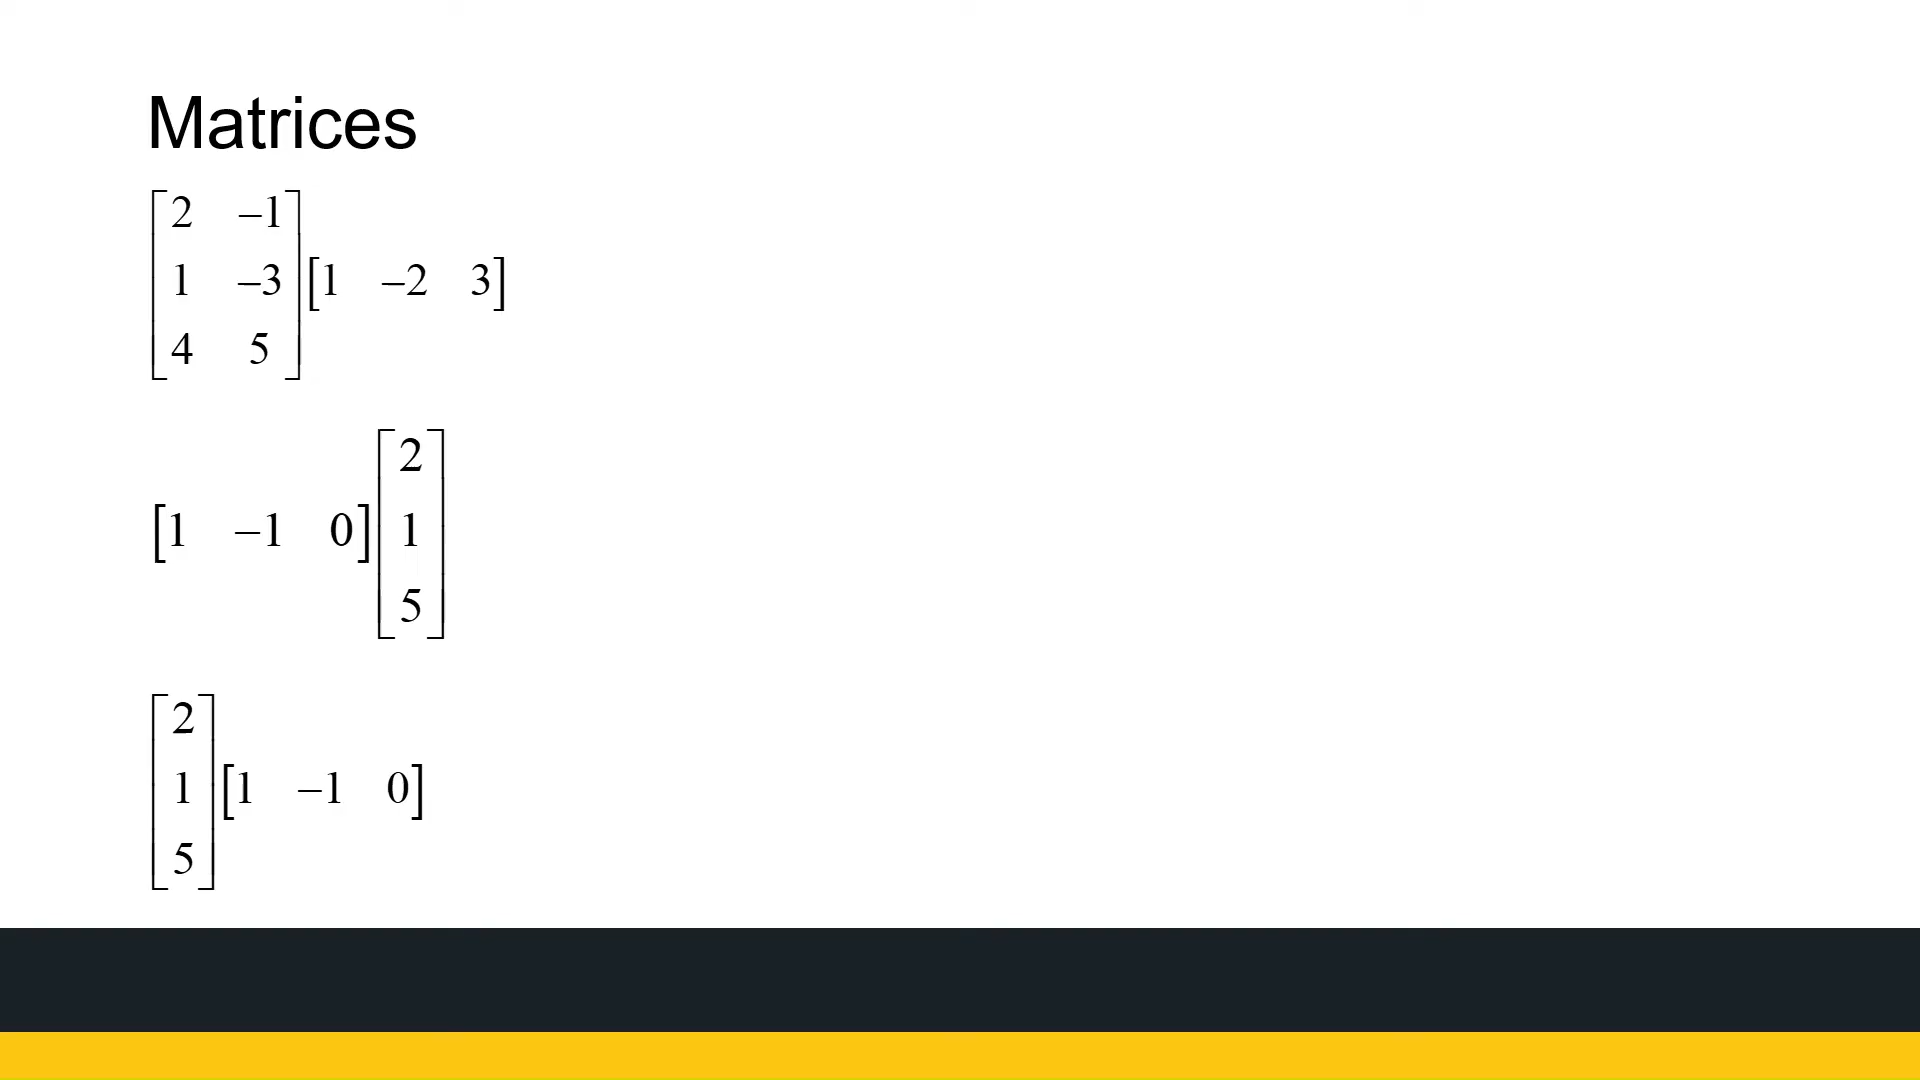 Matrices
2 –1
1 –3 [1 –2 3]
4 5
2
[1 –1 0] 1
5
2
1 [1 –1 0]
5